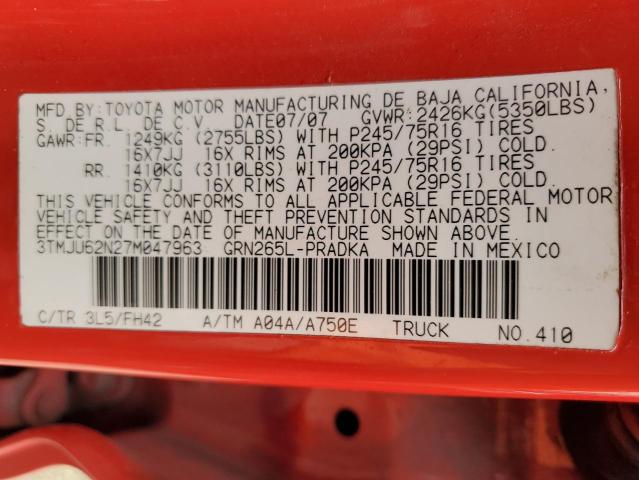 MFD BY:TOYOTA MOTOR MANUFACTURING DE BAJA CALIFORNIA,
S. DE R.L. DE C.V. DATE07/07 GVWR:2426KG(5350LBS)
GAWR:FR. 1249KG (2755LBS) WITH P245/75R16 TIRES
16X7JJ 16X RIMS AT 200KPA (29PSI) COLD.
RR. 1410KG (3110LBS) WITH P245/75R16 TIRES
16X7JJ 16X RIMS AT 200KPA (29PSI) COLD.
THIS VEHICLE CONFORMS TO ALL APPLICABLE FEDERAL MOTOR
VEHICLE SAFETY AND THEFT PREVENTION STANDARDS IN
EFFECT ON THE DATE OF MANUFACTURE SHOWN ABOVE.
3TMJU62N27M047963 GRN265L-PRADKA MADE IN MEXICO
C/TR 3L5/FH42 A/TM A04A/A750E TRUCK NO.410